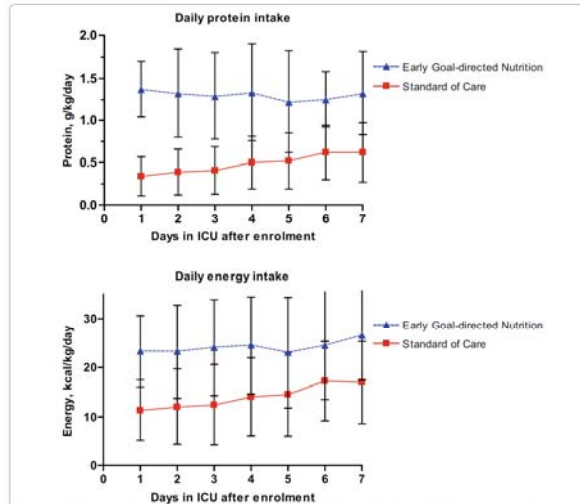 Daily protein intake
2.0
1.5
1.0
0.5
0.0
Protein, g/kg/day
0 1 2 3 4 5 6 7
Days in ICU after enrolment
Early Goal-directed Nutrition
Standard of Care
Daily energy intake
30
20
10
0
Energy, kcal/kg/day
0 1 2 3 4 5 6 7
Days in ICU after enrolment
Early Goal-directed Nutrition
Standard of Care